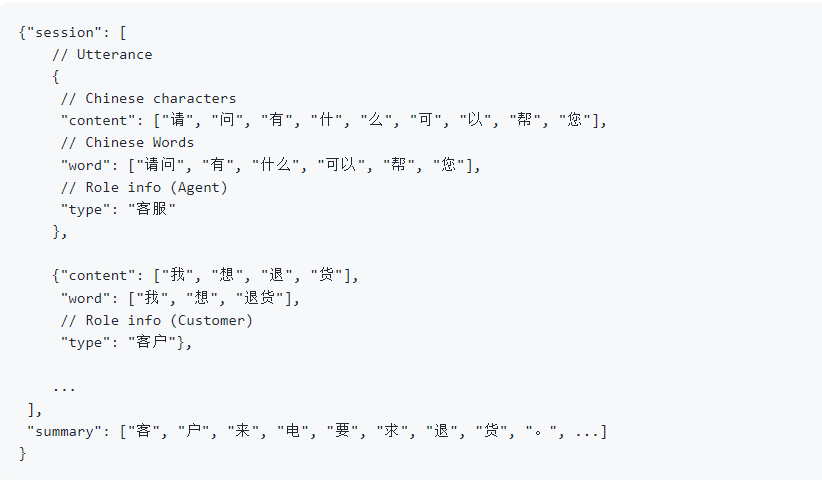 {"session": [
// Utterance
{
// Chinese characters
"content": ["请", "问", "有", "什", "么", "可", "以", "帮", "您"],
// Chinese Words
"word": ["请问", "有", "什么", "可以", "帮", "您"],
// Role info (Agent)
"type": "客服"
},
{"content": ["我", "想", "退", "货"],
"word": ["我", "想", "退货"],
// Role info (Customer)
"type": "客户"},
...
],
"summary": ["客", "户", "来", "电", "要", "求", "退", "货", "。", ...]
}